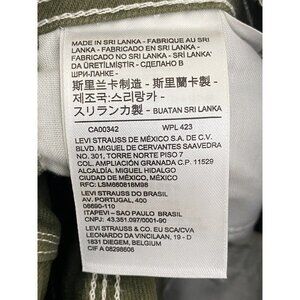 MADE IN SRI LANKA - FABRIQUE AU SRI
LANKA - FABRICADO EN SRI LANKA -
FABRICADO NO SRI LANKA - SRI LANKA'
DA ÜRETİLMİŞTİR - СДЕЛАНО В
ШРИ-ЛАНКЕ -
斯里兰卡制造 - 斯里蘭卡製 -
제조국:스리랑카 -
スリランカ製 - BUATAN SRI LANKA
CA00342 WPL 423
LEVI STRAUSS DE MÉXICO S.A. DE C.V.
BLVD. MIGUEL DE CERVANTES SAAVEDRA
NO. 301, TORRE NORTE PISO 7
COL. AMPLIACIÓN GRANADA C.P. 11529
ALCALDÍA. MIGUEL HIDALGO
CIUDAD DE MÉXICO, MÉXICO
RFC: LSM660818M98
LEVI STRAUSS DO BRASIL
AV. PORTUGAL, 400
06690-110
ITAPEVI – SAO PAULO BRASIL
CNPJ: 43.351.097/0001-90
LEVI STRAUSS & CO. EU SCA/CVA
LEONARDO DA VINCILAAN, 19 - D
1831 DIEGEM, BELGIUM
CIF A 08298606